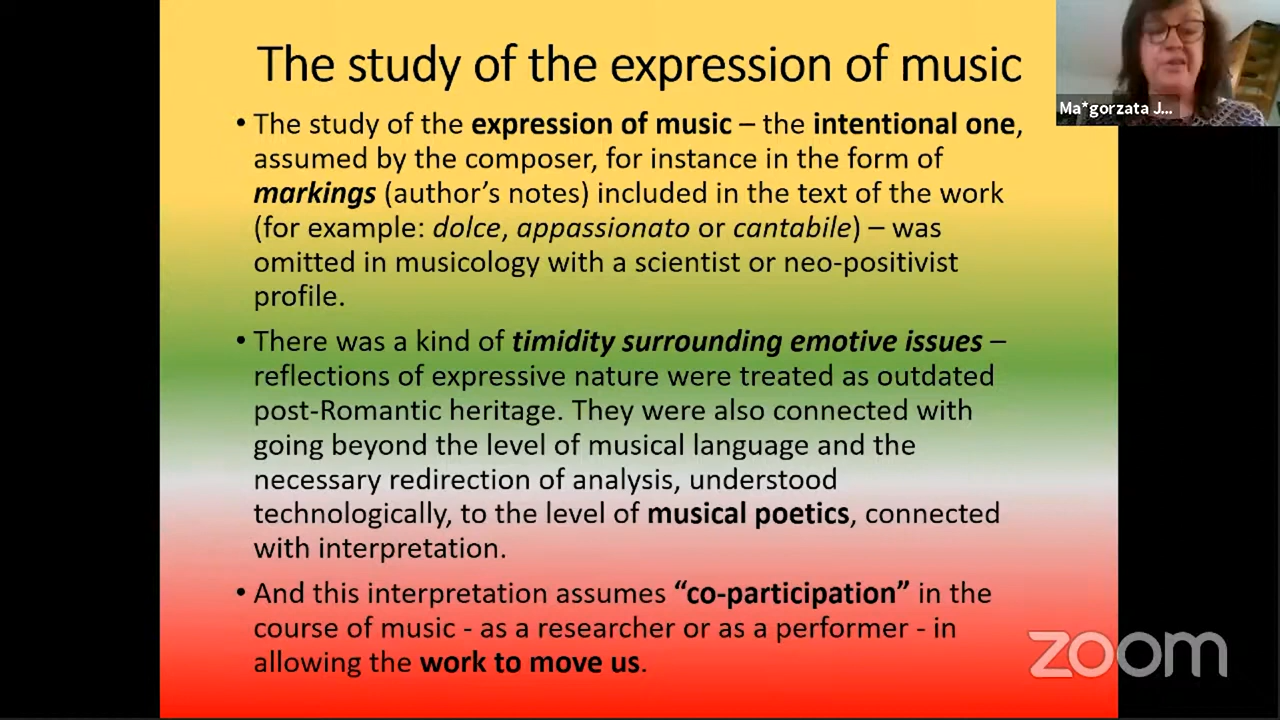 The study of the expression of music
• The study of the expression of music – the intentional one,
assumed by the composer, for instance in the form of
markings (author’s notes) included in the text of the work
(for example: dolce, appassionato or cantabile) – was
omitted in musicology with a scientist or neo-positivist
profile.
• There was a kind of timidity surrounding emotive issues –
reflections of expressive nature were treated as outdated
post-Romantic heritage. They were also connected with
going beyond the level of musical language and the
necessary redirection of analysis, understood
technologically, to the level of musical poetics, connected
with interpretation.
• And this interpretation assumes “co-participation” in the
course of music - as a researcher or as a performer - in
allowing the work to move us.
Ma*gorzata J...
zoom